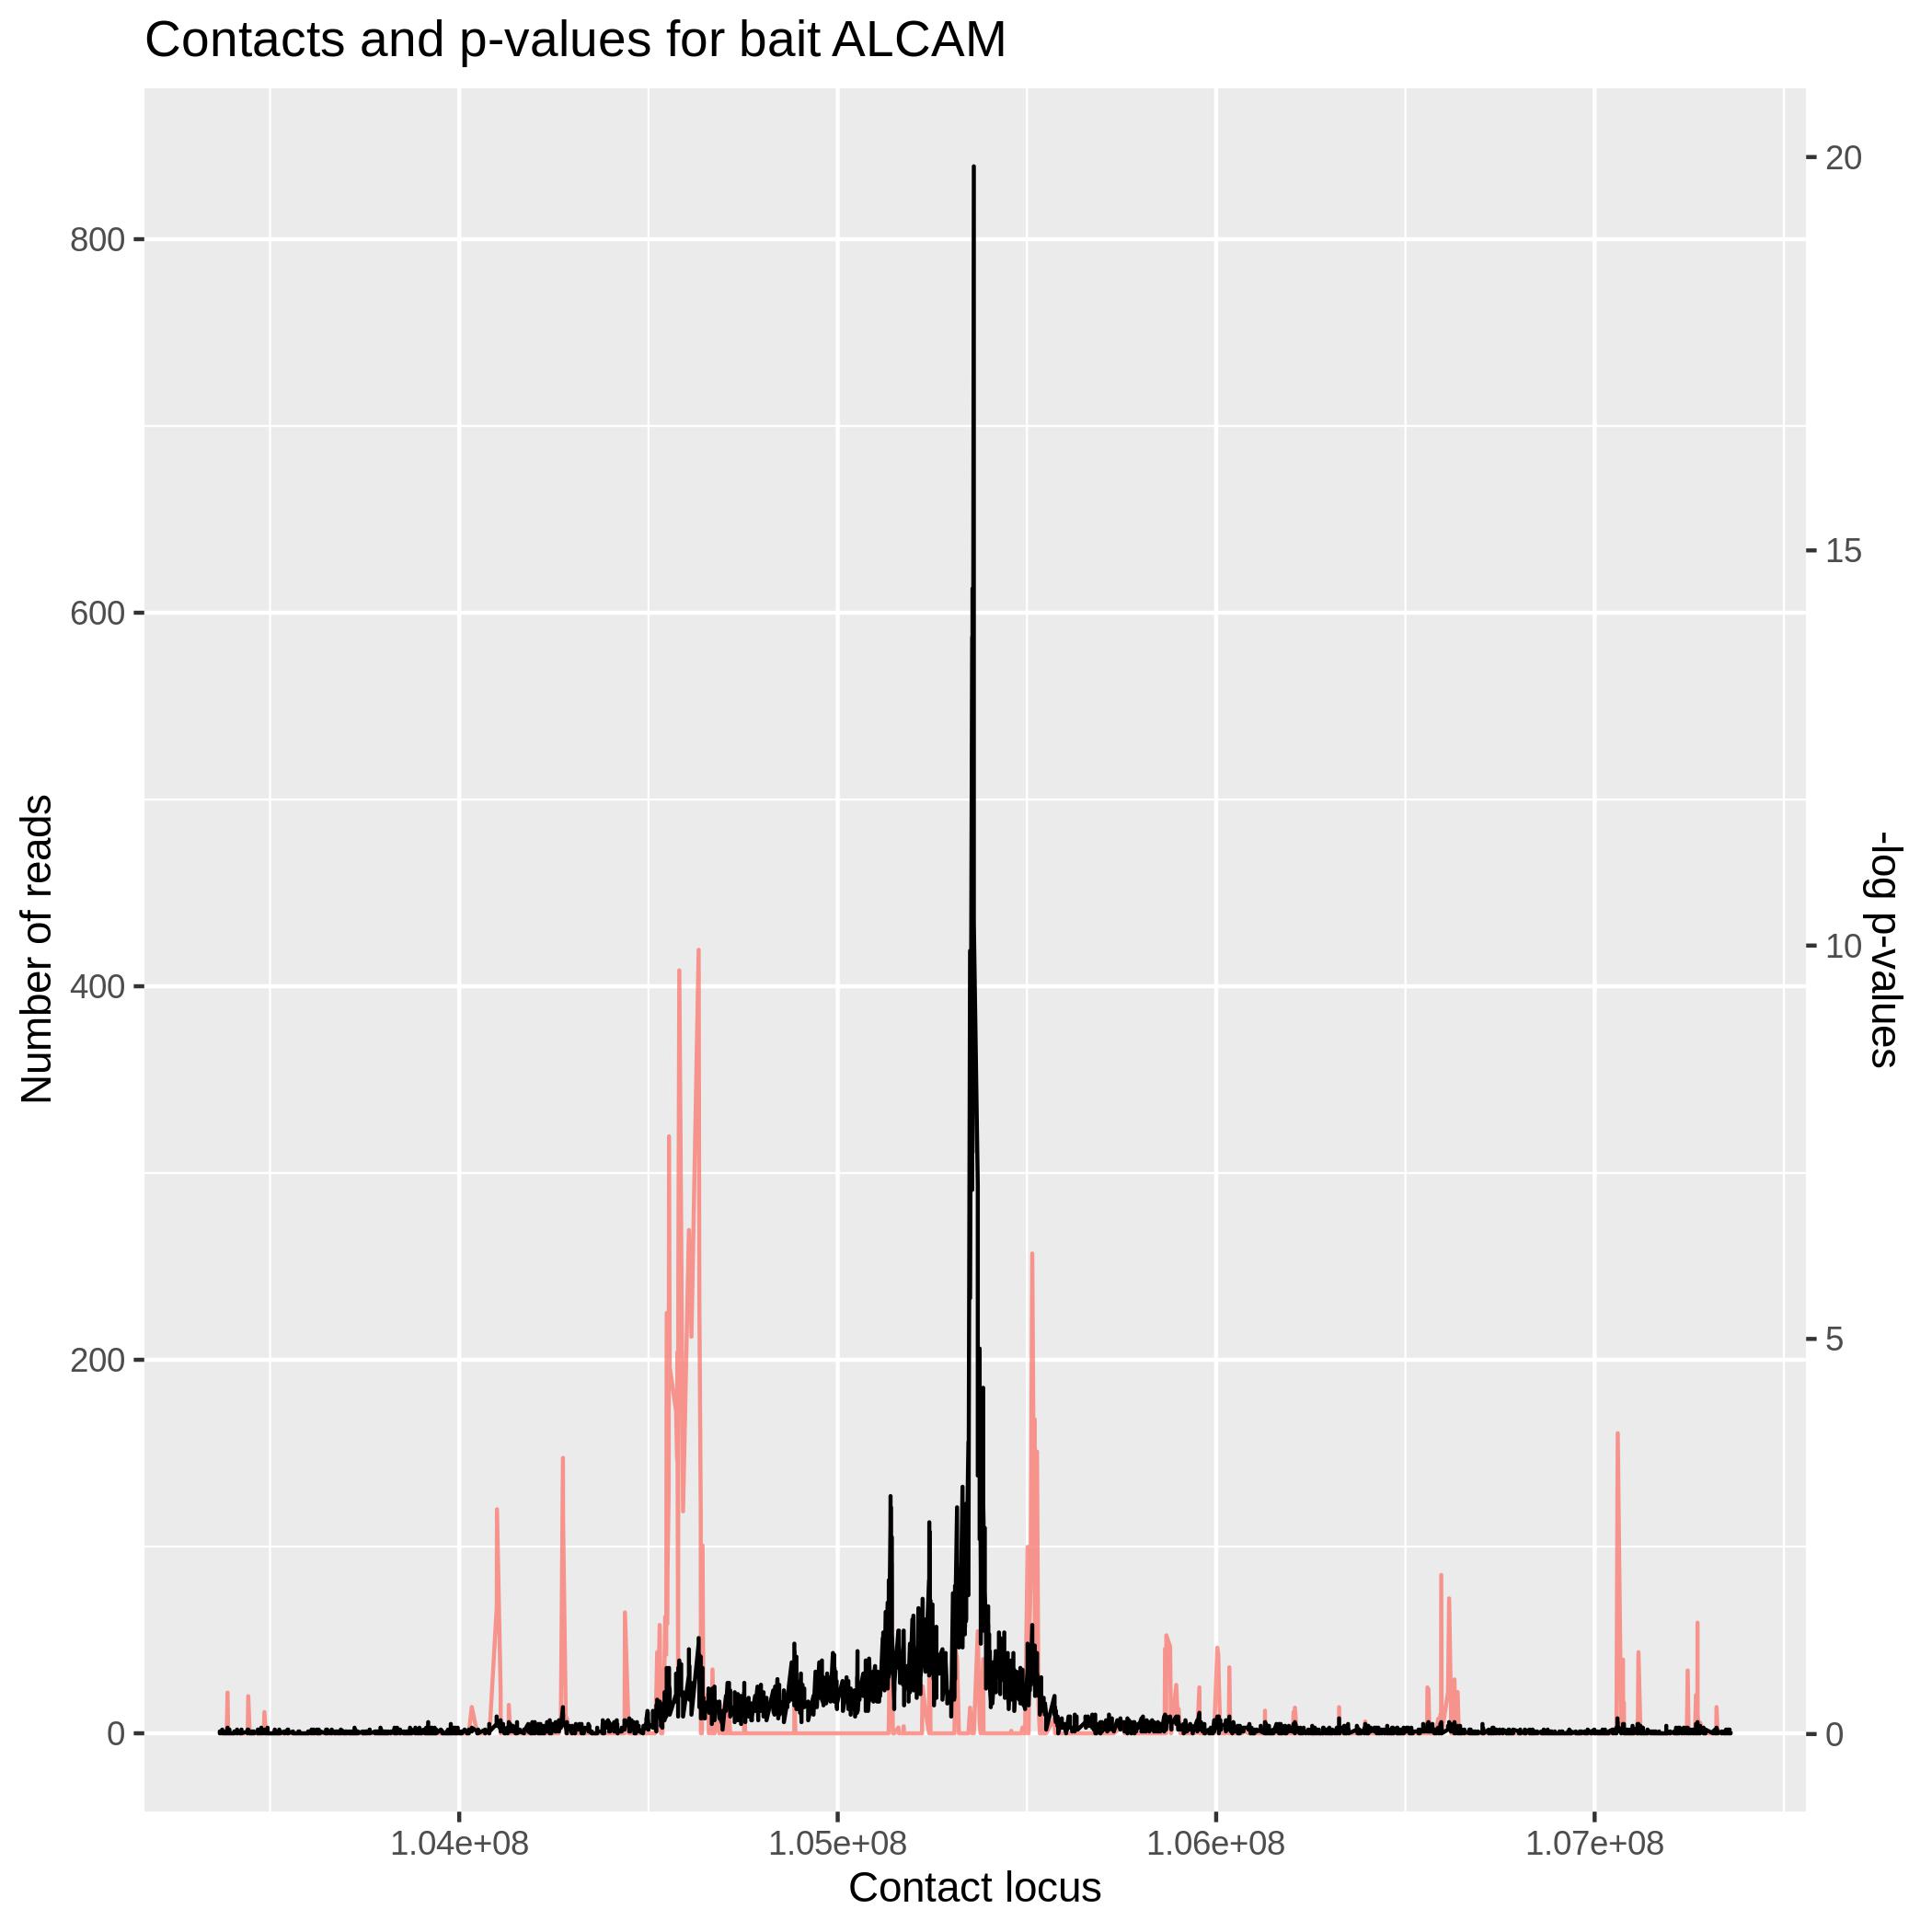 Contacts and p-values for bait ALCAM
800
600
400
200
0
Number of reads
20
15
10
5
0
-log p-values
1.04e+08
1.05e+08
1.06e+08
1.07e+08
Contact locus